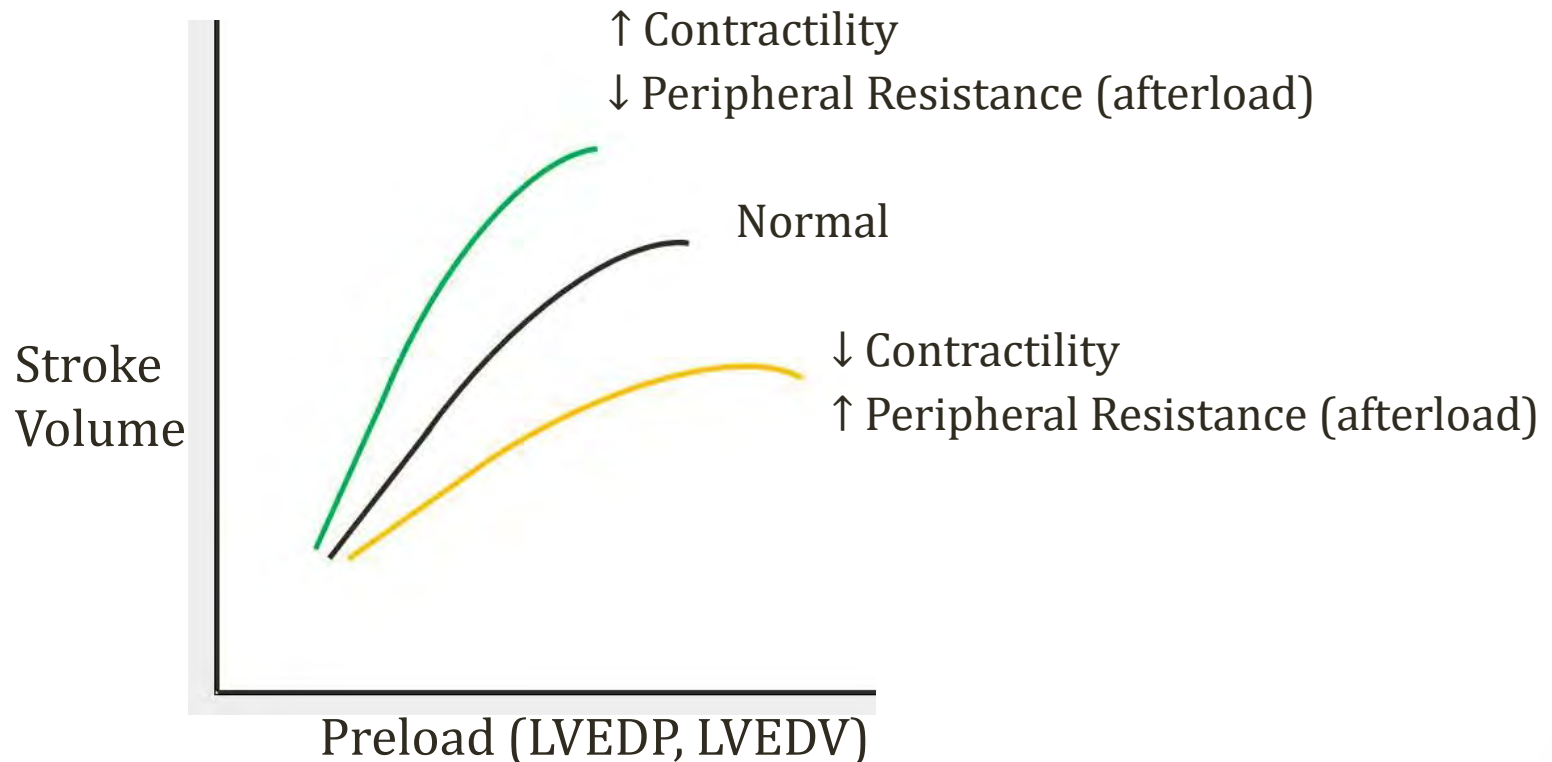 ↑ Contractility
↓ Peripheral Resistance (afterload)
Normal
↓ Contractility
↑ Peripheral Resistance (afterload)
Stroke
Volume
Preload (LVEDP, LVEDV)